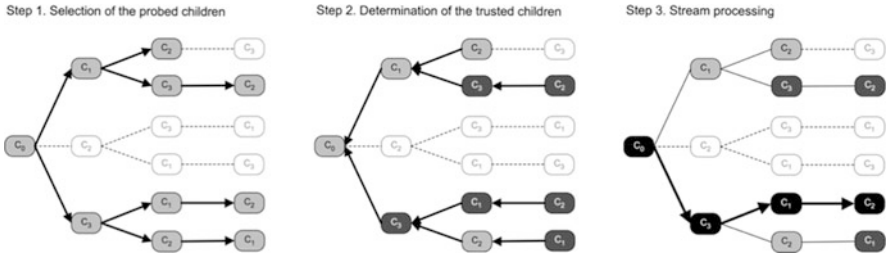 Step 1. Selection of the probed children
C₂ C₃
C₁
C₃ C₂
C₃ C₁
C₀ C₂
C₁ C₃
C₁ C₂
C₃
C₂ C₁
Step 2. Determination of the trusted children
C₂ C₃
C₁
C₃ C₂
C₃ C₁
C₀ C₂
C₁ C₃
C₁ C₂
C₃
C₂ C₁
Step 3. Stream processing
C₂ C₃
C₁
C₃ C₂
C₃ C₁
C₀ C₂
C₁ C₃
C₁ C₂
C₃
C₂ C₁